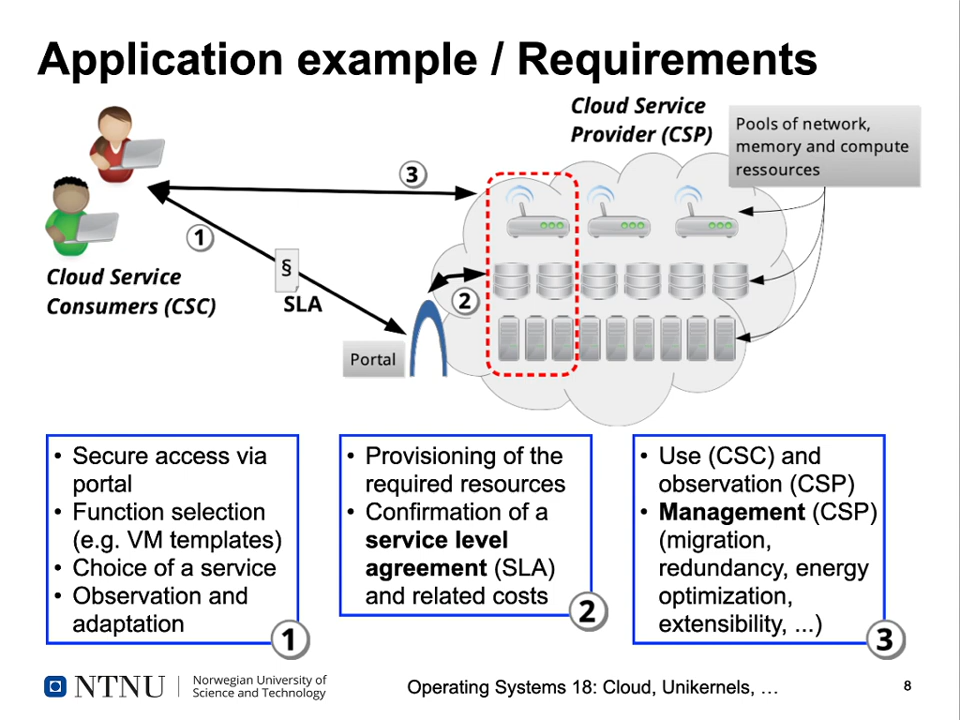 Application example / Requirements
Cloud Service
Provider (CSP)
Pools of network,
memory and compute
ressources
3
1
§
SLA
2
Cloud Service
Consumers (CSC)
Portal
• Secure access via
portal
• Function selection
(e.g. VM templates)
• Choice of a service
• Observation and
adaptation
1
• Provisioning of the
required resources
• Confirmation of a
service level
agreement (SLA)
and related costs
2
• Use (CSC) and
observation (CSP)
• Management (CSP)
(migration,
redundancy, energy
optimization,
extensibility, ...)
3
NTNU
Norwegian University of
Science and Technology
Operating Systems 18: Cloud, Unikernels, …
8